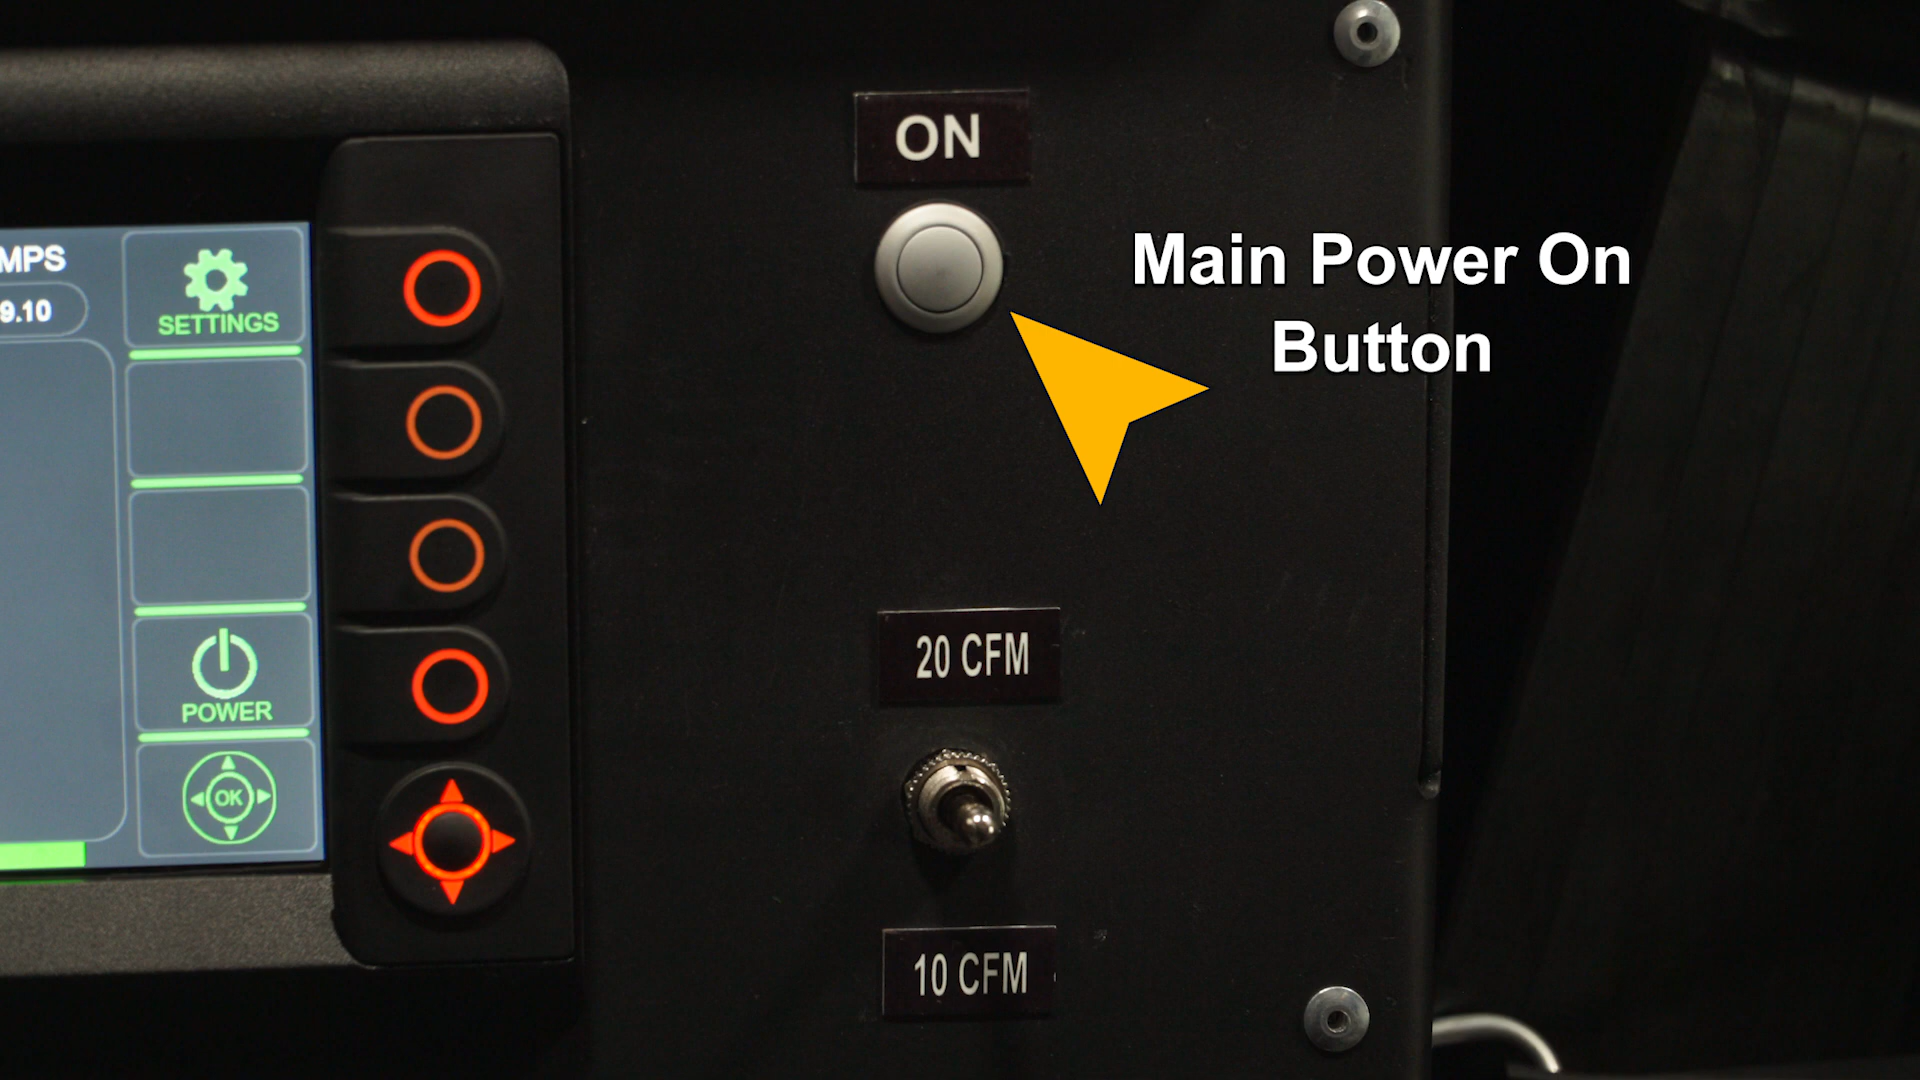 MPS
9.10
SETTINGS
POWER
OK
ON
Main Power On
Button
20 CFM
10 CFM